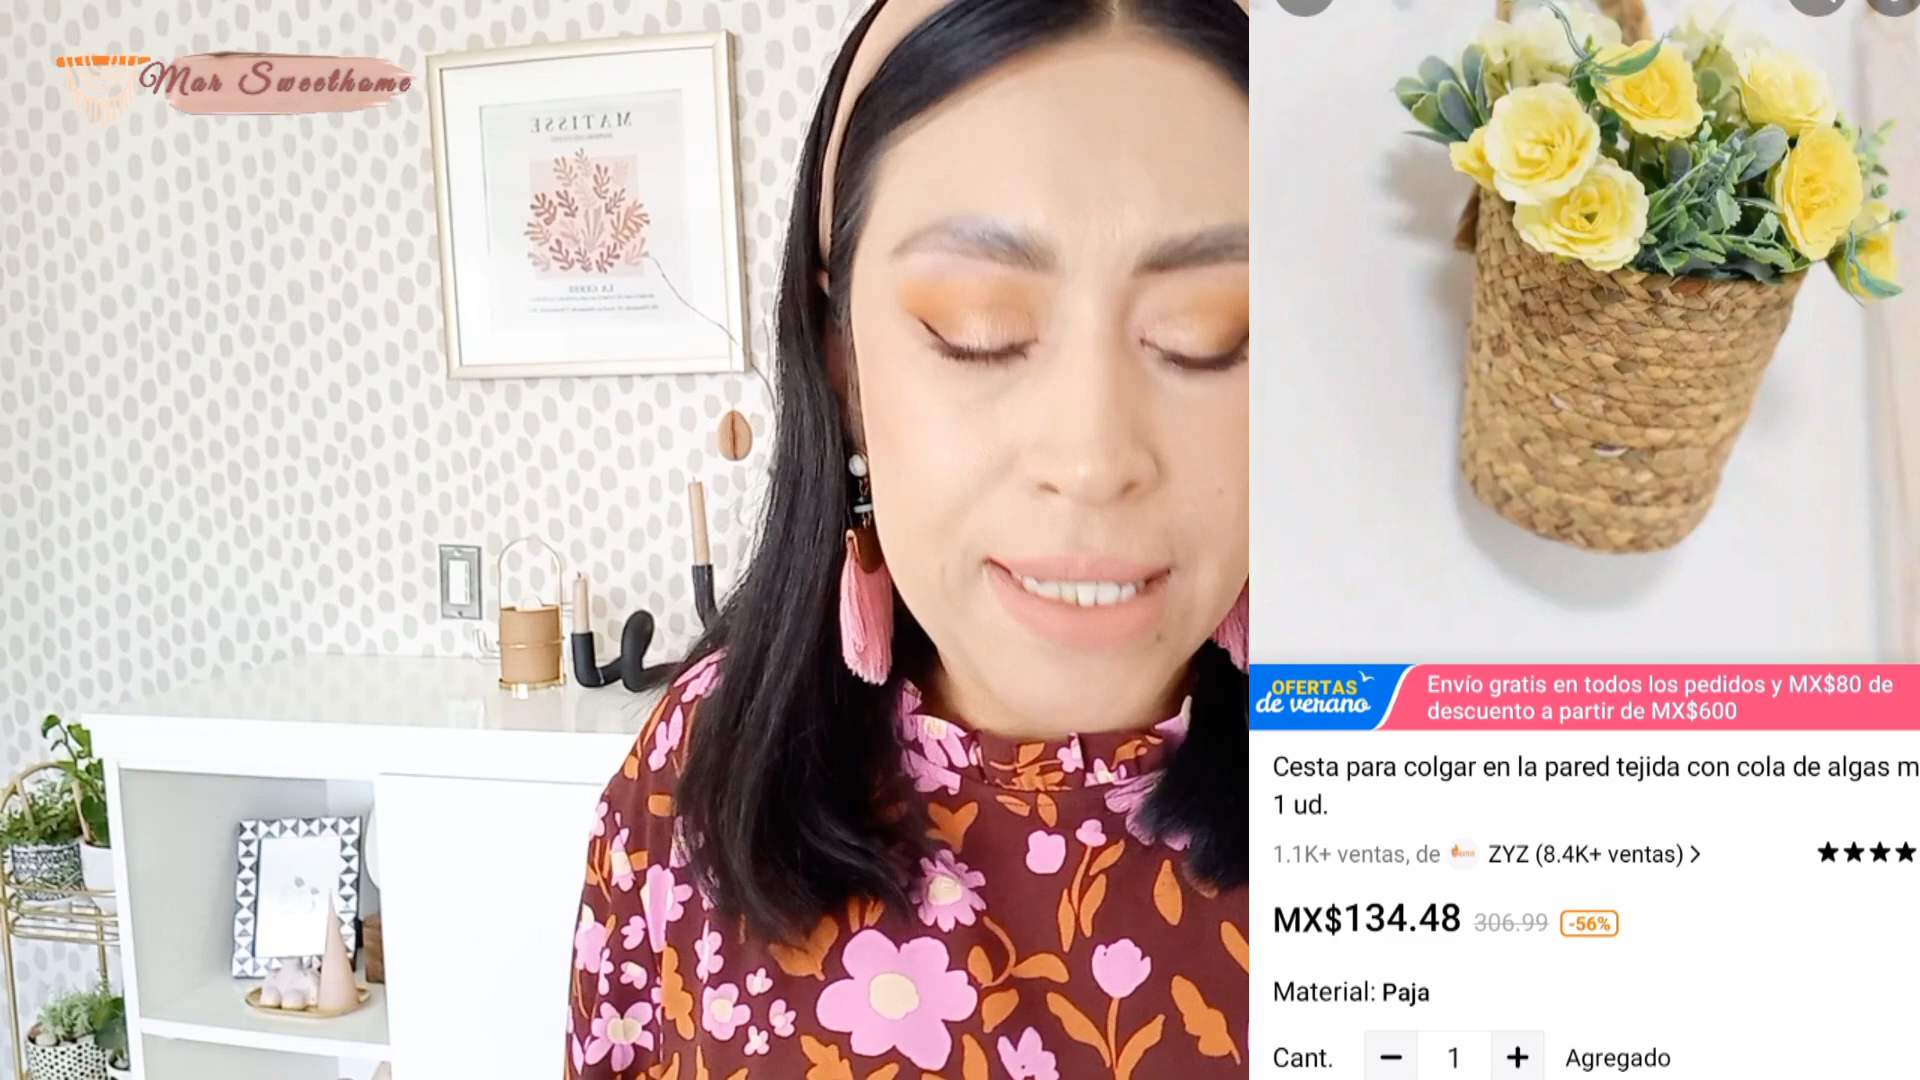 Mar Sweethome
MATISSE
OFERTAS
de verano
Envío gratis en todos los pedidos y MX$80 de
descuento a partir de MX$600
Cesta para colgar en la pared tejida con cola de algas m
1 ud.
1.1K+ ventas, de ZYZ (8.4K+ ventas)
MX$134.48 306.99 -56%
Material: Paja
Cant. − 1 + Agregado